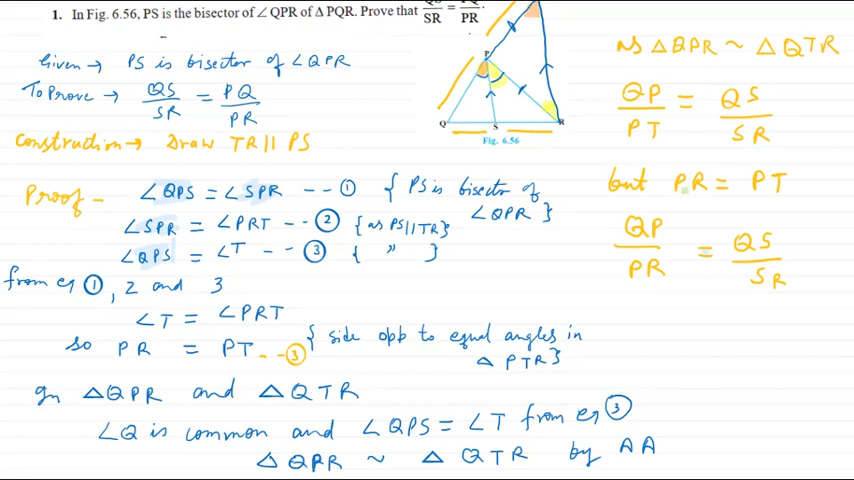 1. In Fig. 6.56, PS is the bisector of ∠ QPR of Δ PQR. Prove that QS/SR = PQ/PR.
Given → PS is bisector of ∠QPR
To Prove → QS/SR = PQ/PR
Construction → Draw TR ∥ PS
P
Q
S
R
Fig. 6.56
Proof - ∠QPS = ∠SPR -- ① { PS is bisector of ∠QPR }
∠SPR = ∠PRT -- ② { as PS∥TR }
∠QPS = ∠T -- ③ { " }
from eq ①, 2 and 3
∠T = ∠PRT
so PR = PT -- ③ { side opp to equal angles in Δ PTR }
In ΔQPR and ΔQTR
∠Q is common and ∠QPS = ∠T from eq ③
Δ QPR ~ Δ QTR by AA
as ΔQPR ~ ΔQTR
QP/PT = QS/SR
but PR = PT
QP/PR = QS/SR